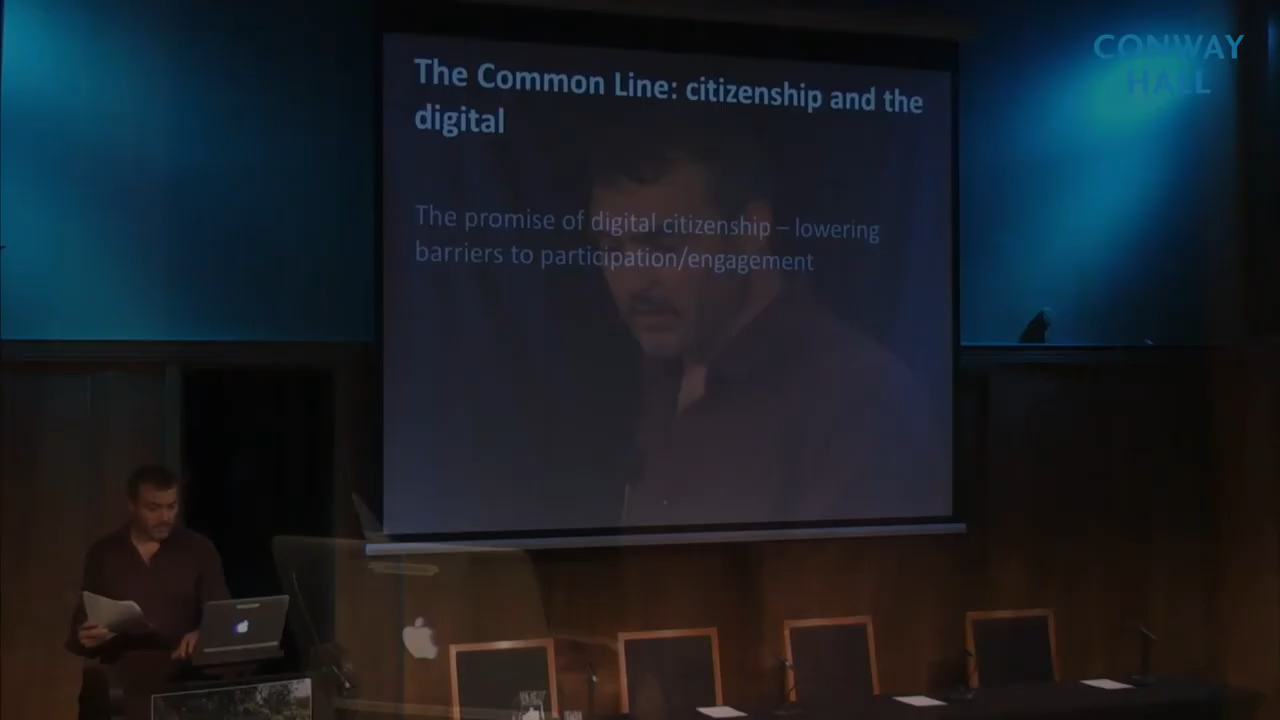 CONWAY
HALL
The Common Line: citizenship and the
digital
The promise of digital citizenship – lowering
barriers to participation/engagement